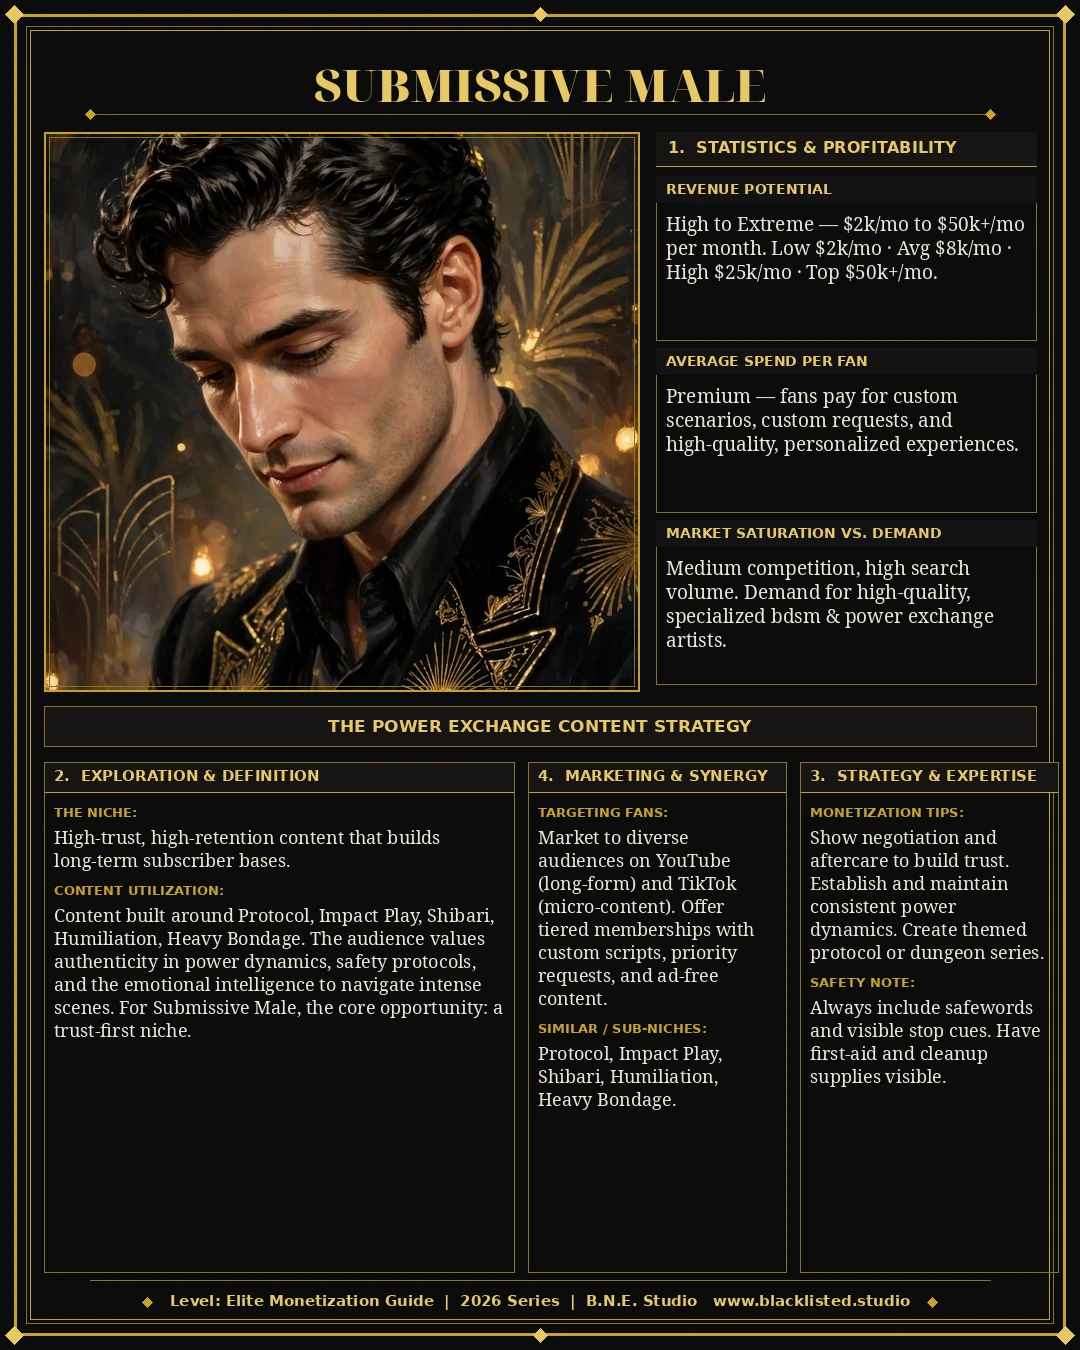 SUBMISSIVE MALE
1. STATISTICS & PROFITABILITY
REVENUE POTENTIAL
High to Extreme — $2k/mo to $50k+/mo
per month. Low $2k/mo · Avg $8k/mo ·
High $25k/mo · Top $50k+/mo.
AVERAGE SPEND PER FAN
Premium — fans pay for custom
scenarios, custom requests, and
high-quality, personalized experiences.
MARKET SATURATION VS. DEMAND
Medium competition, high search
volume. Demand for high-quality,
specialized bdsm & power exchange
artists.
THE POWER EXCHANGE CONTENT STRATEGY
2. EXPLORATION & DEFINITION
THE NICHE:
High-trust, high-retention content that builds
long-term subscriber bases.
CONTENT UTILIZATION:
Content built around Protocol, Impact Play, Shibari,
Humiliation, Heavy Bondage. The audience values
authenticity in power dynamics, safety protocols,
and the emotional intelligence to navigate intense
scenes. For Submissive Male, the core opportunity: a
trust-first niche.
4. MARKETING & SYNERGY
TARGETING FANS:
Market to diverse
audiences on YouTube
(long-form) and TikTok
(micro-content). Offer
tiered memberships with
custom scripts, priority
requests, and ad-free
content.
SIMILAR / SUB-NICHES:
Protocol, Impact Play,
Shibari, Humiliation,
Heavy Bondage.
3. STRATEGY & EXPERTISE
MONETIZATION TIPS:
Show negotiation and
aftercare to build trust.
Establish and maintain
consistent power
dynamics. Create themed
protocol or dungeon series.
SAFETY NOTE:
Always include safewords
and visible stop cues. Have
first-aid and cleanup
supplies visible.
Level: Elite Monetization Guide | 2026 Series | B.N.E. Studio www.blacklisted.studio